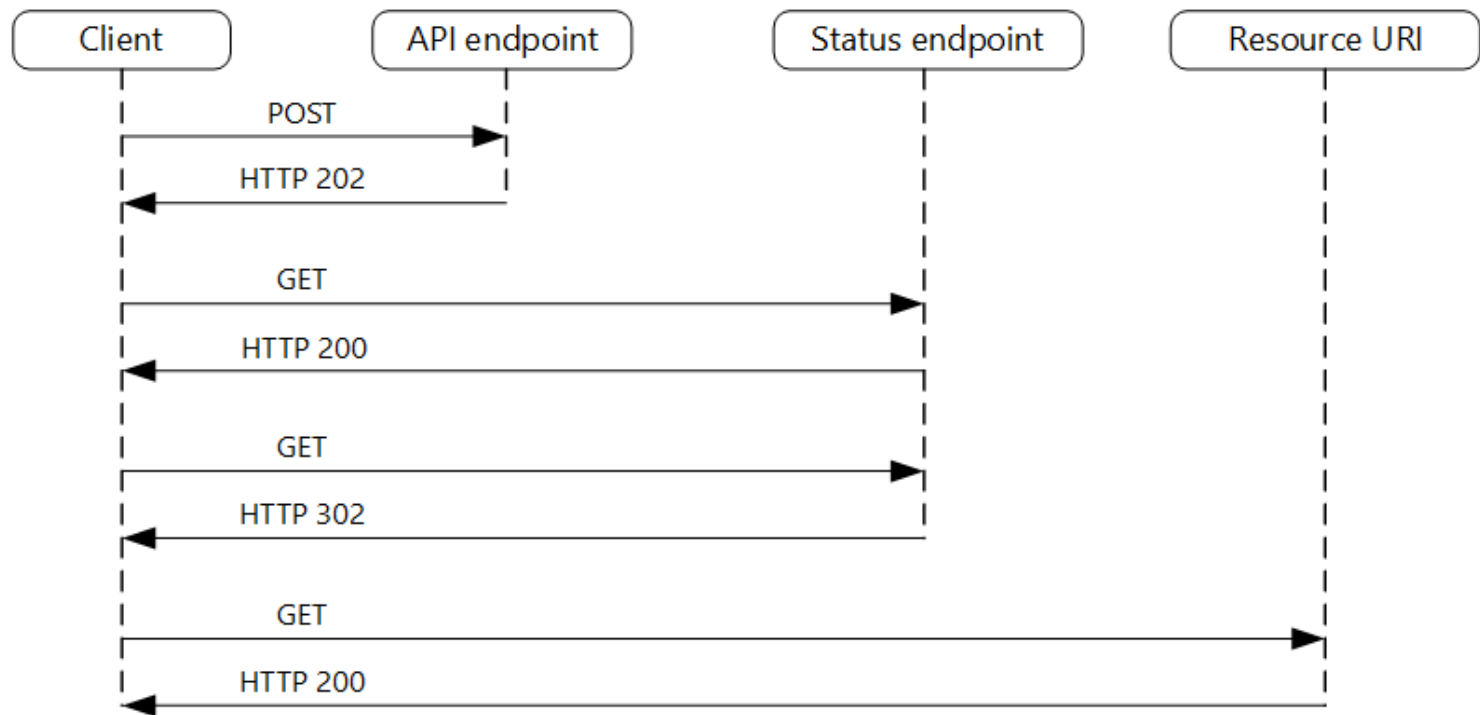 Client
API endpoint
Status endpoint
Resource URI
POST
HTTP 202
GET
HTTP 200
GET
HTTP 302
GET
HTTP 200